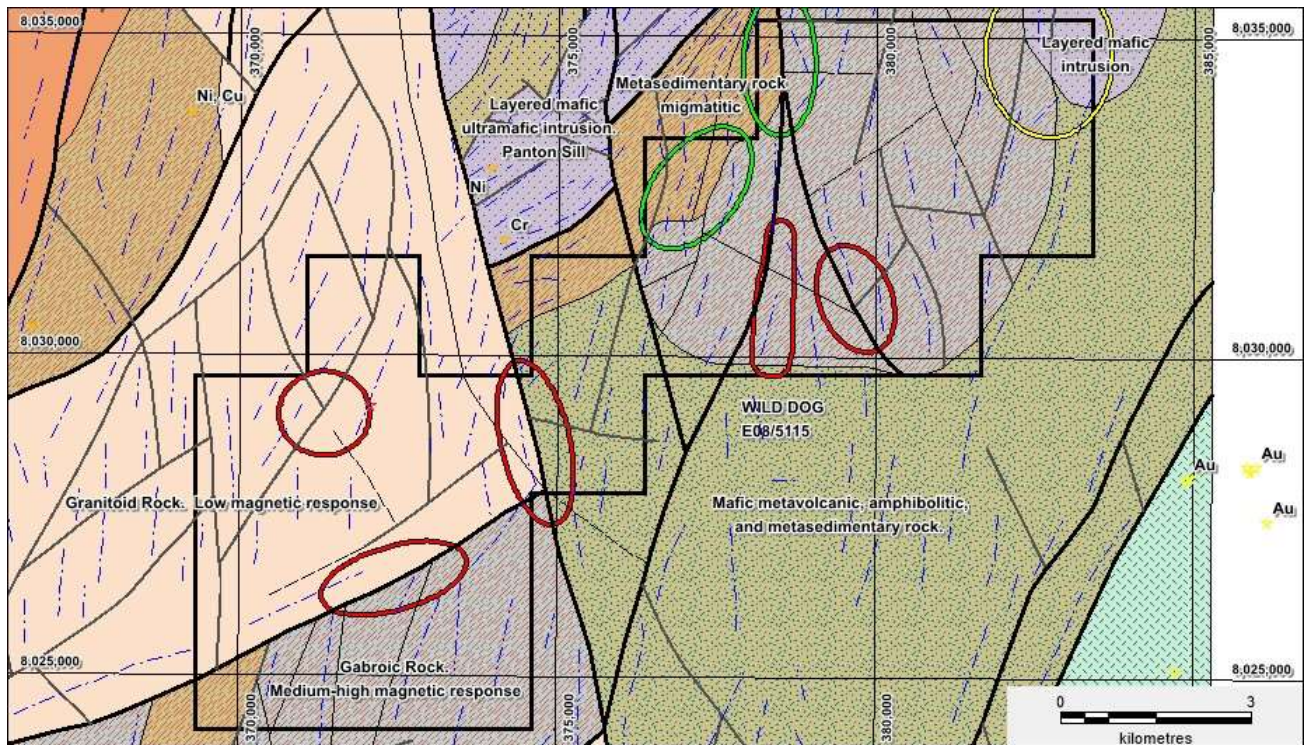 8,035,000
370,000
375,000
380,000
385,000
8,035,000
Layered mafic
intrusion
Metasedimentary rock
migmatitic
Ni, Cu
Layered mafic
ultramafic intrusion.
Panton Sill
Ni
Cr
8,030,000
8,030,000
WILD DOG
E08/5115
Au
Au
Au
Granitoid Rock. Low magnetic response
Mafic metavolcanic, amphibolitic,
and metasedimentary rock.
8,025,000
8,025,000
Gabroic Rock.
Medium-high magnetic response
370,000
375,000
380,000
0 3
kilometres